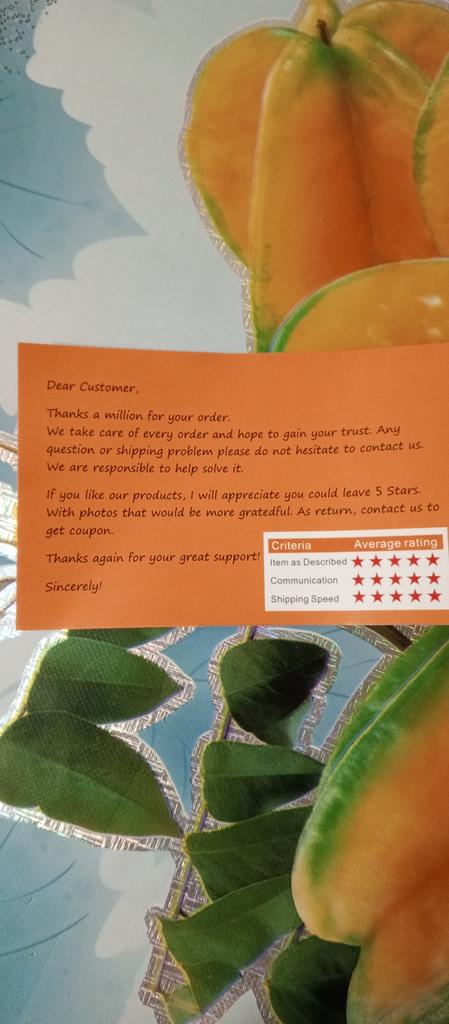 Dear Customer,
Thanks a million for your order.
We take care of every order and hope to gain your trust. Any
question or shipping problem please do not hesitate to contact us.
We are responsible to help solve it.
If you like our products, I will appreciate you could leave 5 Stars.
With photos that would be more gratedful. As return, contact us to
get coupon.
Thanks again for your great support!
Sincerely!
Criteria Average rating
Item as Described ★★★★★
Communication ★★★★★
Shipping Speed ★★★★★